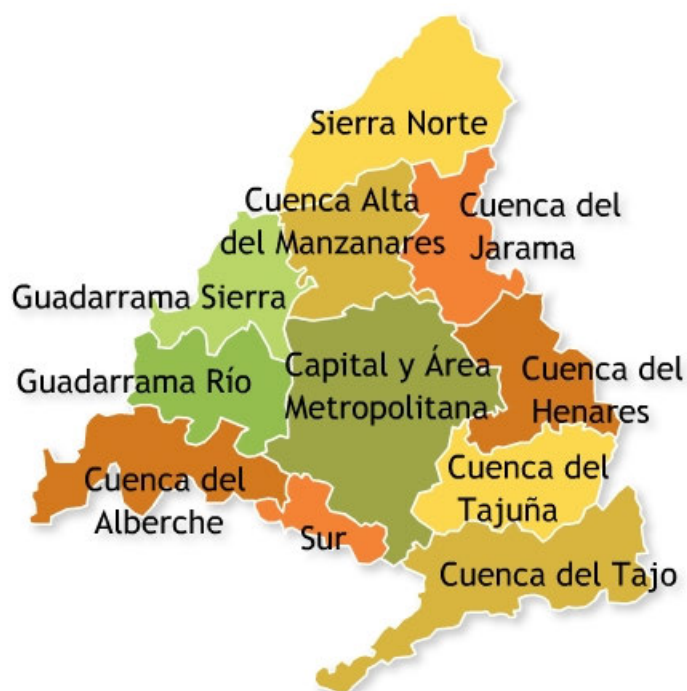 Sierra Norte
Cuenca Alta
del Manzanares
Cuenca del
Jarama
Guadarrama Sierra
Guadarrama Río
Capital y Área
Metropolitana
Cuenca del
Henares
Cuenca del
Alberche
Sur
Cuenca del
Tajuña
Cuenca del Tajo